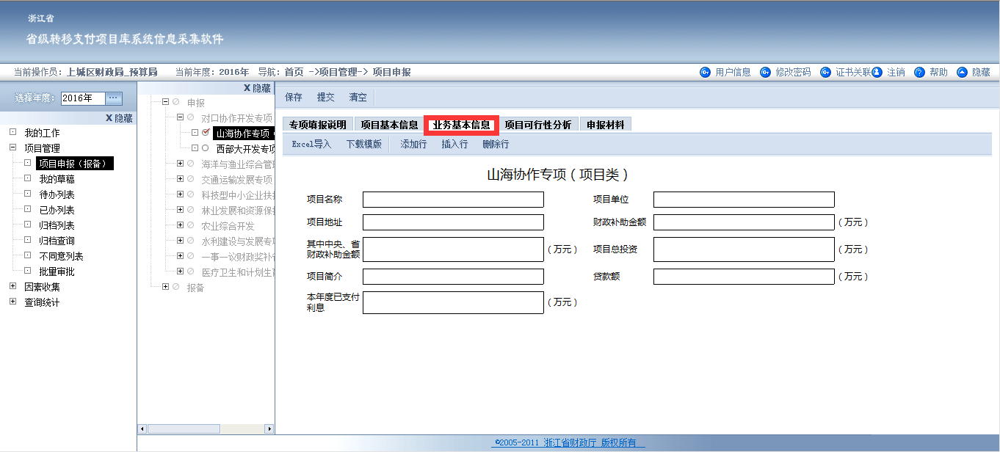 浙江省
省级转移支付项目库系统信息采集软件
当前操作员：上城区财政局_预算局 当前年度：2016年 导航：首页 ->项目管理-> 项目申报 用户信息 修改密码 证书关联 注销 帮助 隐藏
选择年度：2016年 ...
X 隐藏
我的工作
项目管理
项目申报（报备）
我的草稿
待办列表
已办列表
归档列表
归档查询
不同意列表
批量审批
因素收集
查询统计
X 隐藏
申报
对口协作开发专项
山海协作专项（
西部大开发专项
海洋与渔业综合管理
交通运输发展专项
科技型中小企业扶
林业发展和资源保
农业综合开发
水利建设与发展专项
一事一议财政奖补
医疗卫生和计划生育
报备
保存 提交 清空
专项填报说明 项目基本信息 业务基本信息 项目可行性分析 申报材料
Excel导入 下载模版 添加行 插入行 删除行
山海协作专项（项目类）
项目名称 项目单位
项目地址 财政补助金额 （万元）
其中中央、省
财政补助金额 （万元） 项目总投资 （万元）
项目简介 贷款额 （万元）
本年度已支付
利息 （万元）
©2005-2011 浙江省财政厅 版权所有